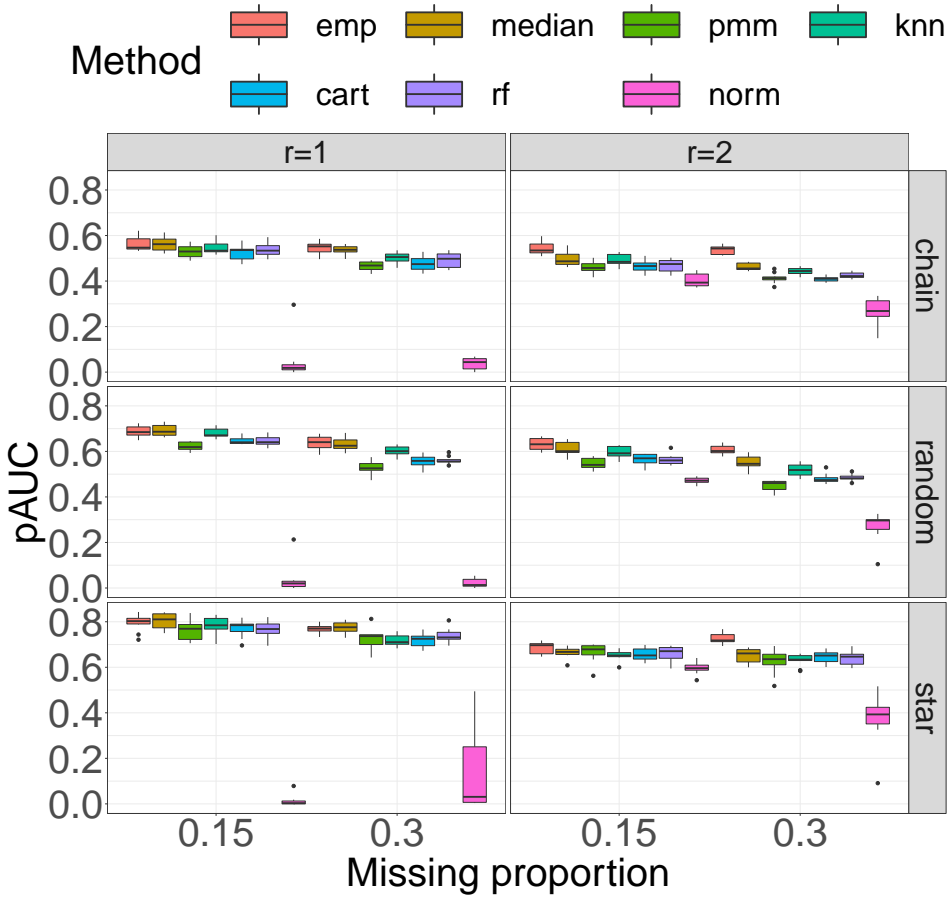 Method
emp median pmm knn
cart rf norm
r=1 r=2
0.8
0.6
0.4
0.2
0.0
chain
0.8
0.6
0.4
0.2
0.0
random
0.8
0.6
0.4
0.2
0.0
star
pAUC
0.15 0.3 0.15 0.3
Missing proportion